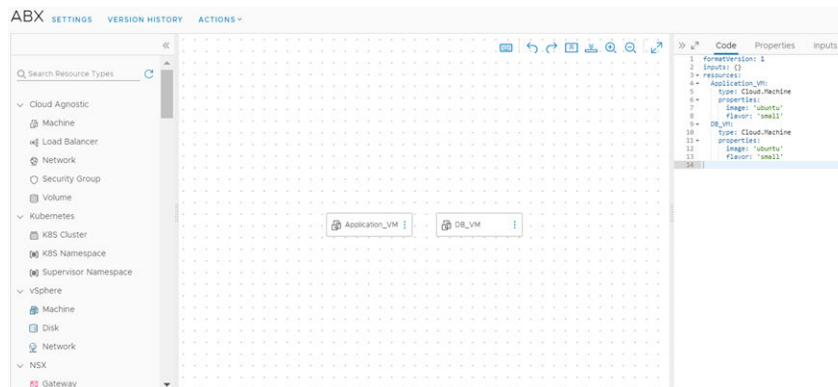 ABX SETTINGS VERSION HISTORY ACTIONS
Search Resource Types
Cloud Agnostic
Machine
Load Balancer
Network
Security Group
Volume
Kubernetes
K8S Cluster
K8S Namespace
Supervisor Namespace
vSphere
Machine
Disk
Network
NSX
Gateway
Application_VM
DB_VM
Code Properties Inputs
1 formatVersion: 1
2 inputs: {}
3 resources:
4 Application_VM:
5 type: Cloud.Machine
6 properties:
7 image: 'ubuntu'
8 flavor: 'small'
9 DB_VM:
10 type: Cloud.Machine
11 properties:
12 image: 'ubuntu'
13 flavor: 'small'
14